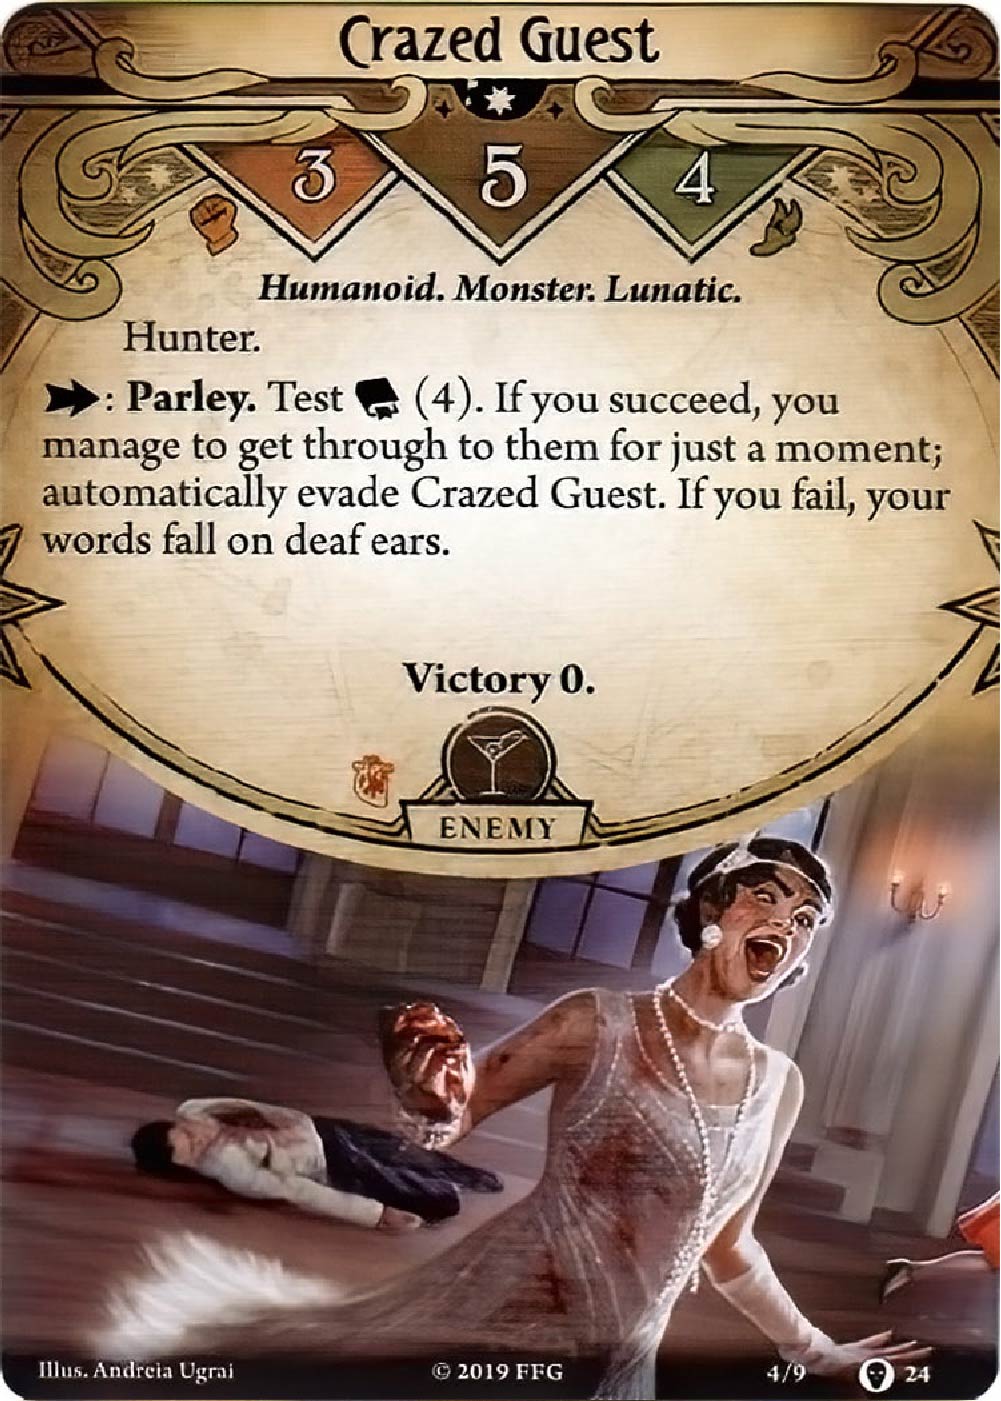 Crazed Guest
3 5 4
Humanoid. Monster. Lunatic.
Hunter.
: Parley. Test (4). If you succeed, you
manage to get through to them for just a moment;
automatically evade Crazed Guest. If you fail, your
words fall on deaf ears.
Victory 0.
ENEMY
Illus. Andreia Ugrai © 2019 FFG 4/9 24